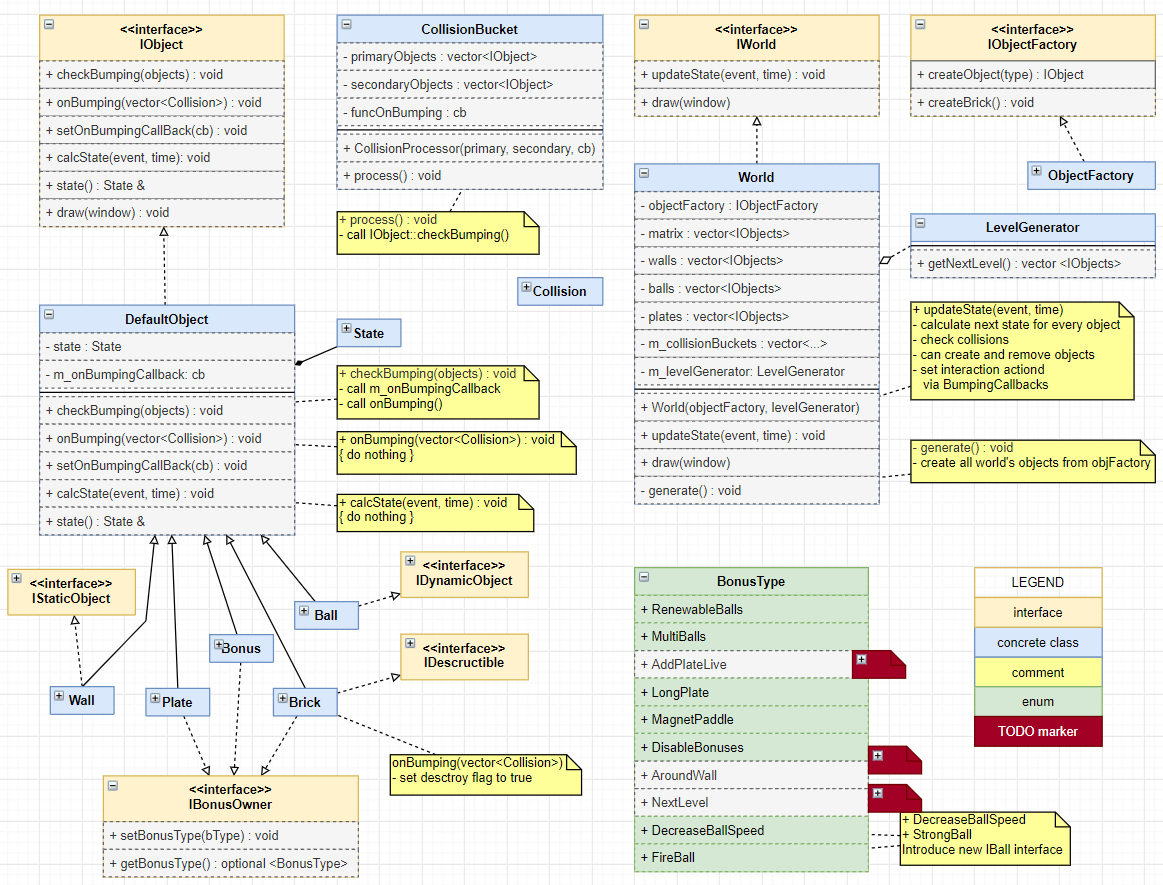 <<interface>>
IObject
+ checkBumping(objects) : void
+ onBumping(vector<Collision>) : void
+ setOnBumpingCallBack(cb) : void
+ calcState(event, time): void
+ state() : State &
+ draw(window) : void
CollisionBucket
- primaryObjects : vector<IObject>
- secondaryObjects : vector<IObject>
- funcOnBumping : cb
+ CollisionProcessor(primary, secondary, cb)
+ process() : void
+ process() : void
- call IObject::checkBumping()
Collision
<<interface>>
IWorld
+ updateState(event, time) : void
+ draw(window)
<<interface>>
IObjectFactory
+ createObject(type) : IObject
+ createBrick() : void
ObjectFactory
World
- objectFactory : IObjectFactory
- matrix : vector<IObjects>
- walls : vector<IObjects>
- balls : vector<IObjects>
- plates : vector<IObjects>
- m_collisionBuckets : vector<...>
- m_levelGenerator: LevelGenerator
+ World(objectFactory, levelGenerator)
+ updateState(event, time) : void
+ draw(window)
- generate() : void
LevelGenerator
+ getNextLevel() : vector <IObjects>
+ updateState(event, time)
- calculate next state for every object
- check collisions
- can create and remove objects
- set interaction actiond
via BumpingCallbacks
- generate() : void
- create all world's objects from objFactory
DefaultObject
- state : State
- m_onBumpingCallback: cb
+ checkBumping(objects) : void
+ onBumping(vector<Collision>) : void
+ setOnBumpingCallBack(cb) : void
+ calcState(event, time) : void
+ state() : State &
State
+ checkBumping(objects) : void
- call m_onBumpingCallback
- call onBumping()
+ onBumping(vector<Collision>) : void
{ do nothing }
+ calcState(event, time) : void
{ do nothing }
<<interface>>
IStaticObject
<<interface>>
IDynamicObject
Ball
Bonus
<<interface>>
IDescructible
Wall
Plate
Brick
onBumping(vector<Collision>)
- set desctroy flag to true
<<interface>>
IBonusOwner
+ setBonusType(bType) : void
+ getBonusType() : optional <BonusType>
BonusType
+ RenewableBalls
+ MultiBalls
+ AddPlateLive
+ LongPlate
+ MagnetPaddle
+ DisableBonuses
+ AroundWall
+ NextLevel
+ DecreaseBallSpeed
+ FireBall
+ DecreaseBallSpeed
+ StrongBall
Introduce new IBall interface
LEGEND
interface
concrete class
comment
enum
TODO marker